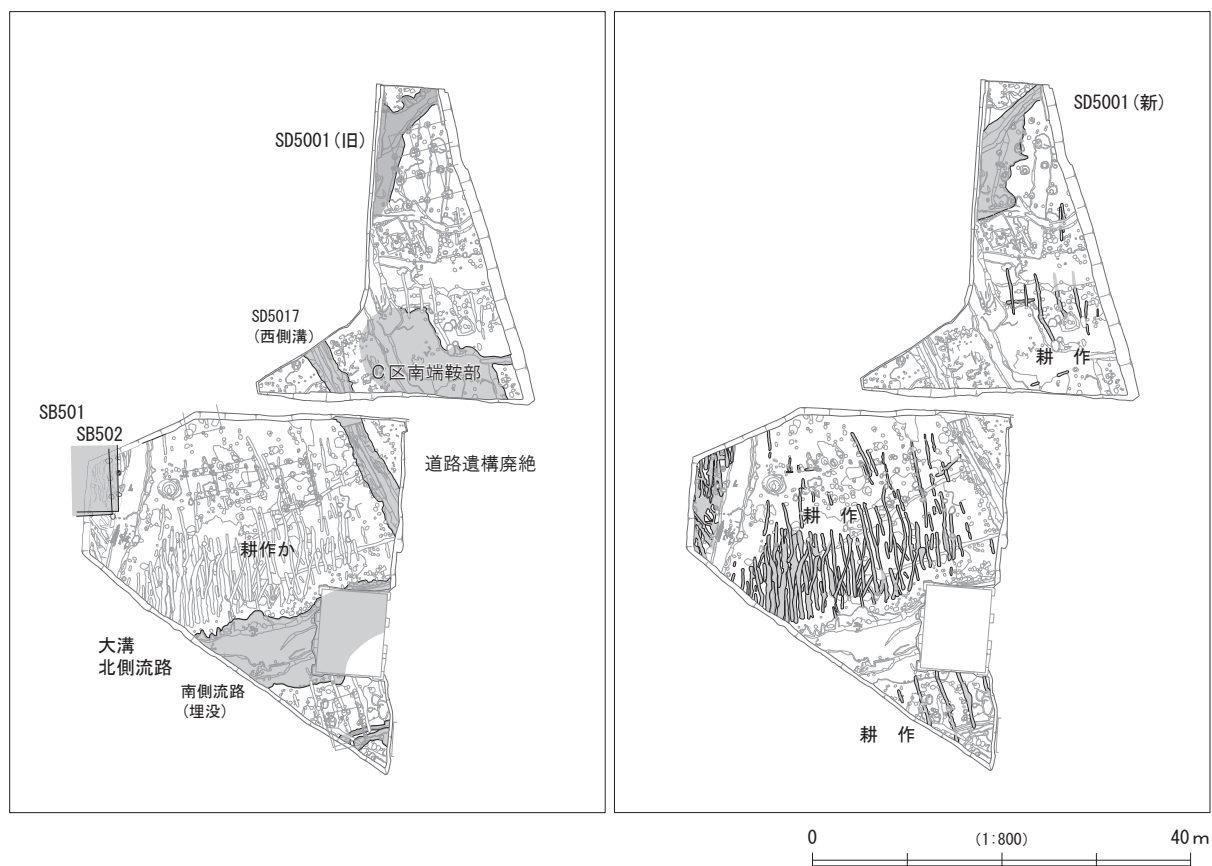 SD5001（旧）
SD5017
（西側溝）
C区南端鞍部
SB501
SB502
道路遺構廃絶
耕作か
大溝
北側流路
南側流路
（埋没）
SD5001（新）
耕　作
耕　作
耕　作
0　（1:800）　40m